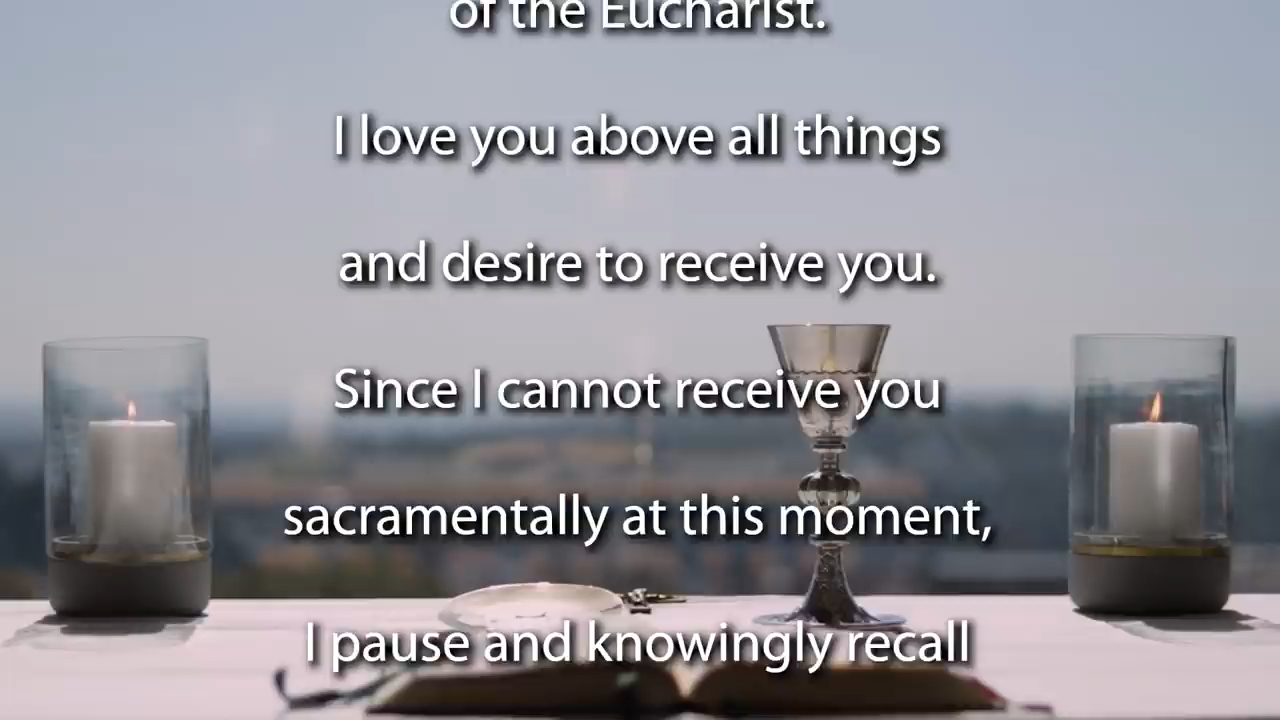 of the Eucharist.
I love you above all things
and desire to receive you.
Since I cannot receive you
sacramentally at this moment,
I pause and knowingly recall